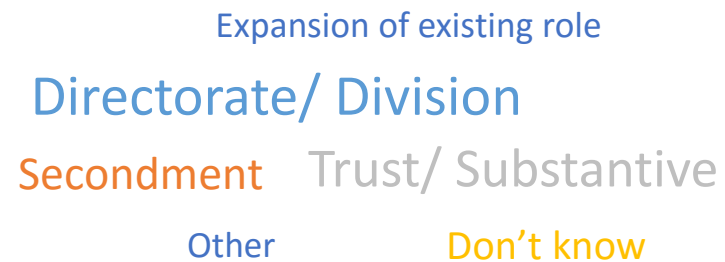 Expansion of existing role
Directorate/ Division
Secondment Trust/ Substantive
Other Don’t know